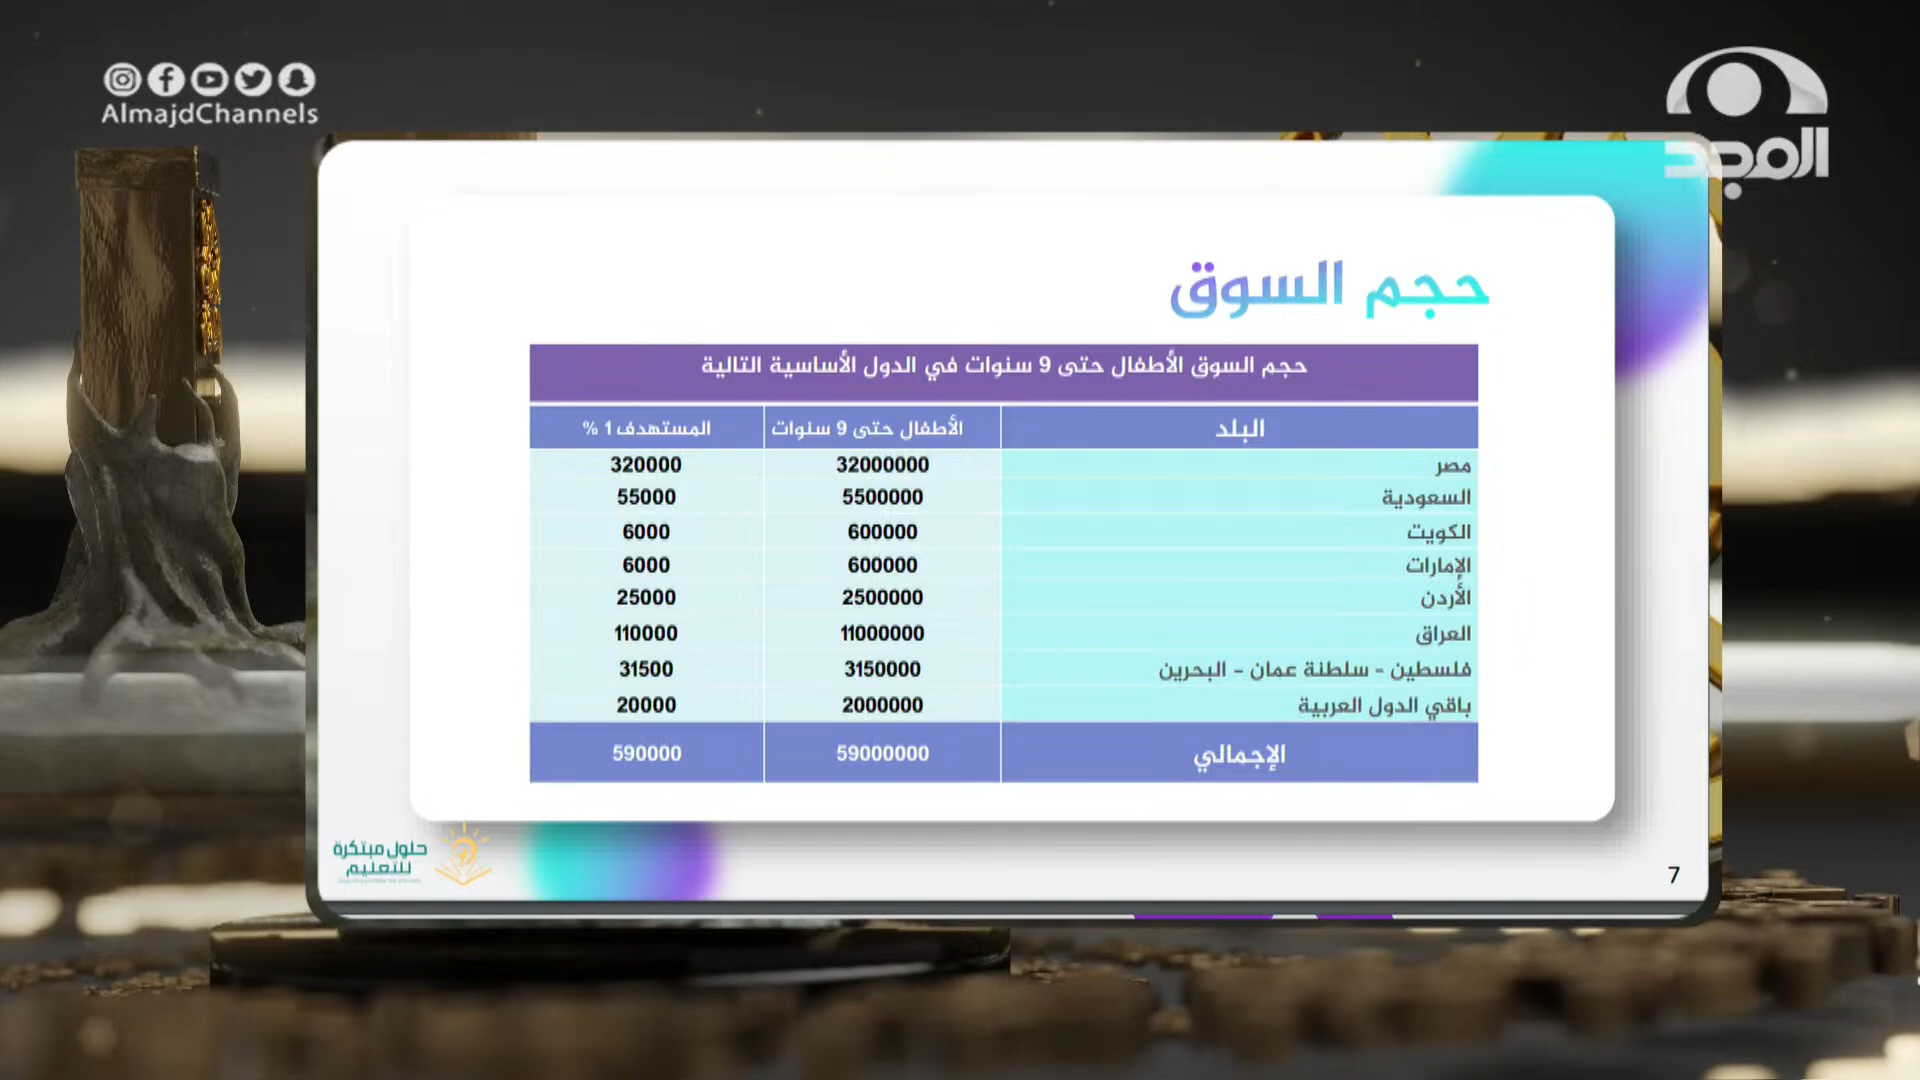 AlmajdChannels
المجد
حجم السوق
حجم السوق الأطفال حتى 9 سنوات في الدول الأساسية التالية
البلد الأطفال حتى 9 سنوات المستهدف 1 %
مصر 32000000 320000
السعودية 5500000 55000
الكويت 600000 6000
الإمارات 600000 6000
الأردن 2500000 25000
العراق 11000000 110000
فلسطين - سلطنة عمان - البحرين 3150000 31500
باقي الدول العربية 2000000 20000
الإجمالي 59000000 590000
حلول مبتكرة
للتعليم
7